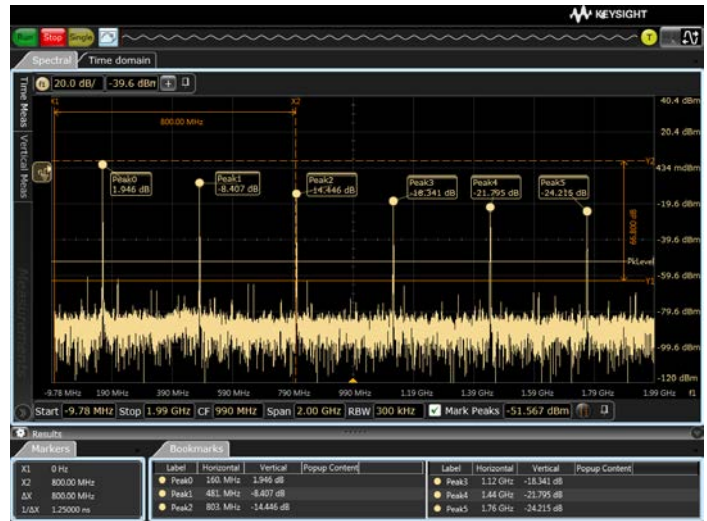 KEYSIGHT
Run Stop Single T
Spectral Time domain
Time Meas
Vertical Meas
Measurements
f1 20.0 dB/ -39.6 dBm +
X1 X2
800.00 MHz
40.4 dBm
20.4 dBm
Y2
434 mdBm
Peak0
1.946 dB
Peak1
-8.407 dB
Peak2
-14.446 dB
Peak3
-18.341 dB
Peak4
-21.795 dB
Peak5
-24.215 dB
-19.6 dBm
66.800 dB
-39.6 dBm
PkLevel
-59.6 dBm
Y1
-79.6 dBm
-99.6 dBm
-120 dBm
-9.78 MHz 190 MHz 390 MHz 590 MHz 790 MHz 990 MHz 1.19 GHz 1.39 GHz 1.59 GHz 1.79 GHz 1.99 GHz f1
Start -9.78 MHz Stop 1.99 GHz CF 990 MHz Span 2.00 GHz RBW 300 kHz Mark Peaks -51.567 dBm
Results
Markers Bookmarks
X1 0 Hz
X2 800.00 MHz
ΔX 800.00 MHz
1/ΔX 1.25000 ns
Label Horizontal Vertical Popup Content
Peak0 160. MHz 1.946 dB
Peak1 481. MHz -8.407 dB
Peak2 803. MHz -14.446 dB
Label Horizontal Vertical Popup Content
Peak3 1.12 GHz -18.341 dB
Peak4 1.44 GHz -21.795 dB
Peak5 1.76 GHz -24.215 dB